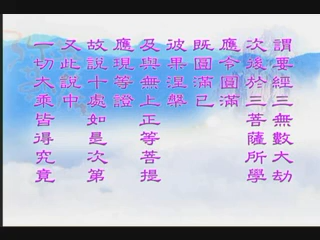 謂要經三無數大劫
次後於三菩薩所學
應令圓滿
既圓滿已
彼果涅槃
及與無上正等菩提
應現等證
故說十處如是次第
又此說中
一切大乘皆得究竟